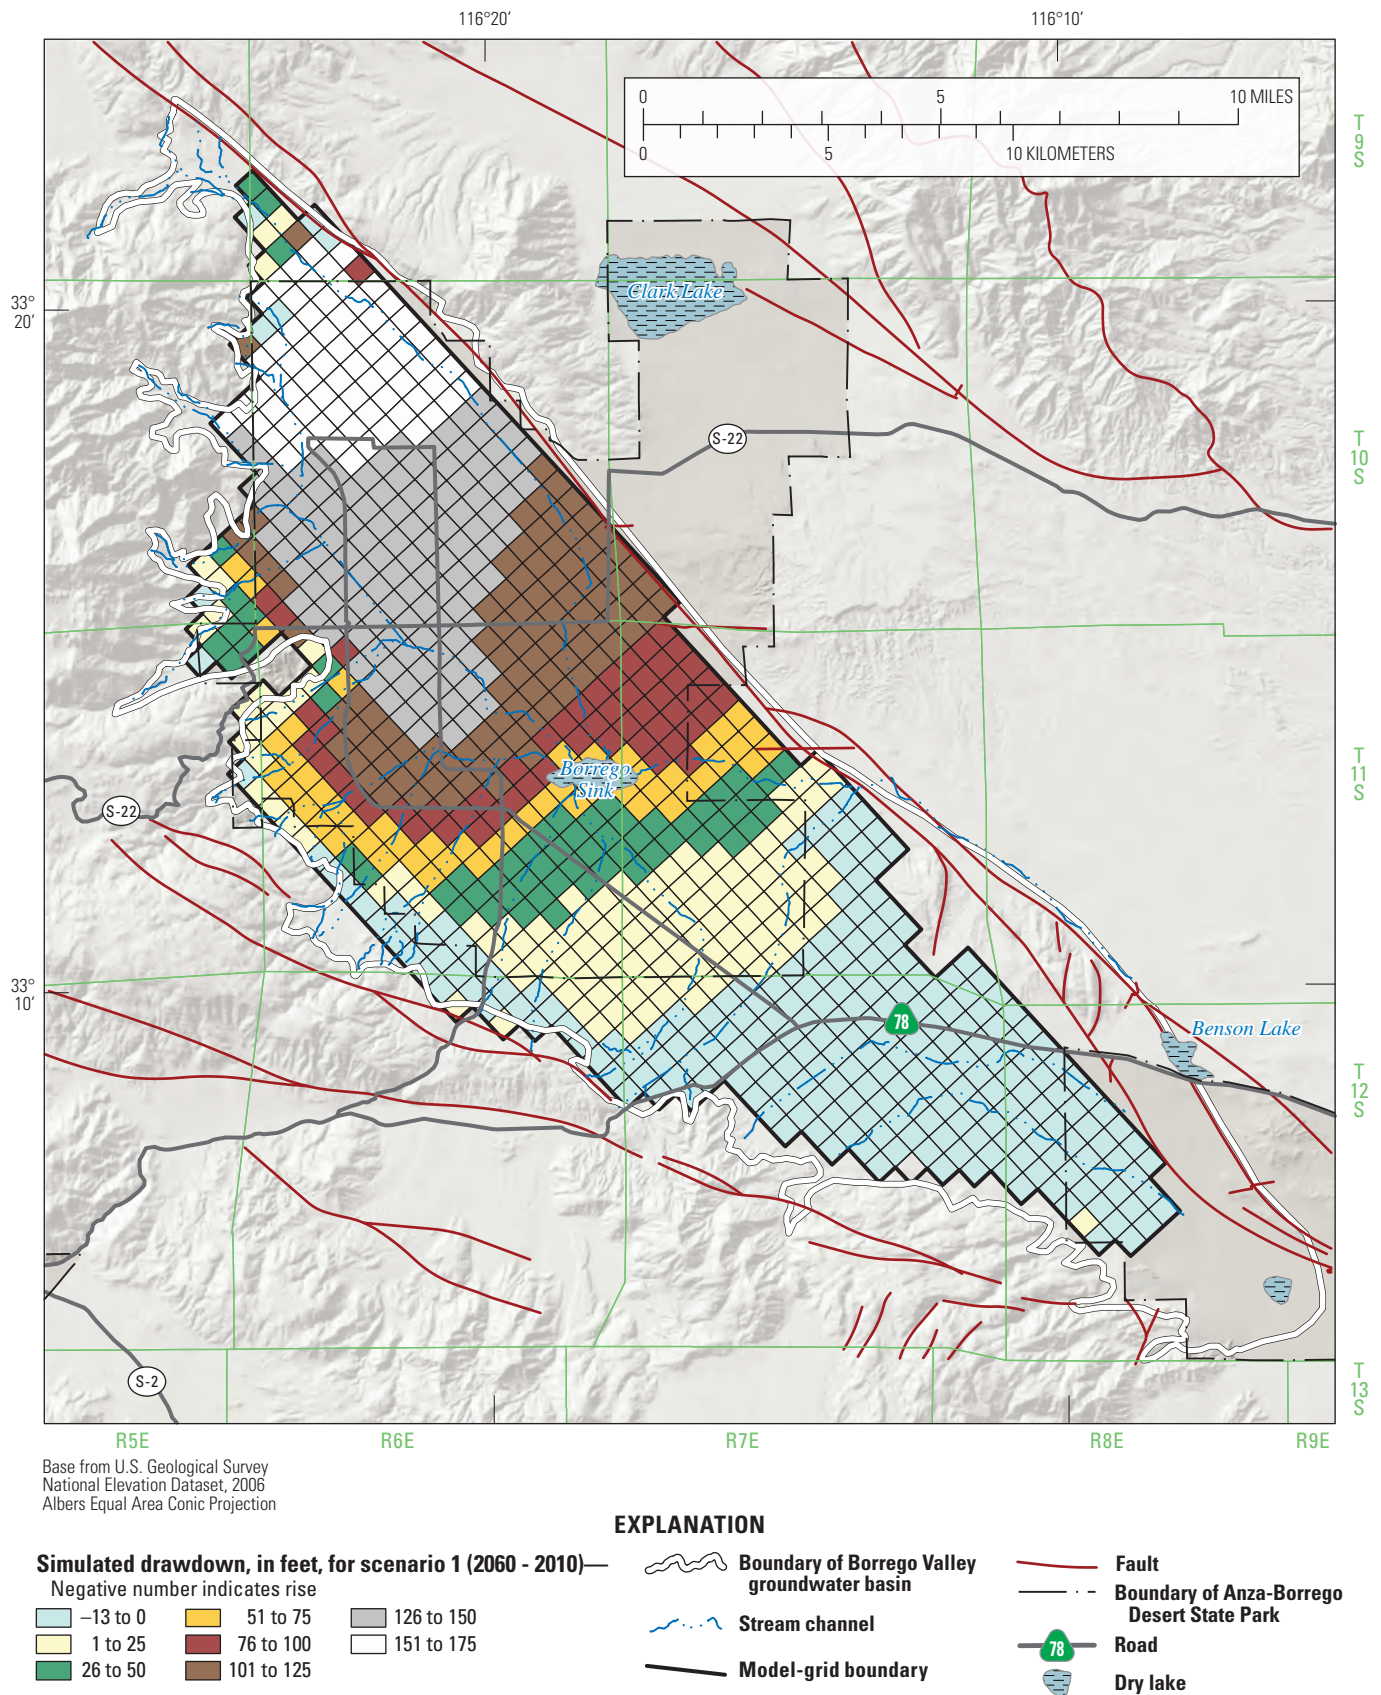 116°20′
116°10′
0 5 10 MILES
0 5 10 KILOMETERS
T
9
S
33°
20′
Clark Lake
S-22
T
10
S
T
11
S
Borrego
Sink
S-22
33°
10′
78
Benson Lake
T
12
S
S-2
T
13
S
R5E R6E R7E R8E R9E
Base from U.S. Geological Survey
National Elevation Dataset, 2006
Albers Equal Area Conic Projection
EXPLANATION
Simulated drawdown, in feet, for scenario 1 (2060 - 2010)—
Negative number indicates rise
–13 to 0
1 to 25
26 to 50
51 to 75
76 to 100
101 to 125
126 to 150
151 to 175
Boundary of Borrego Valley
groundwater basin
Stream channel
Model-grid boundary
Fault
Boundary of Anza-Borrego
Desert State Park
78
Road
Dry lake